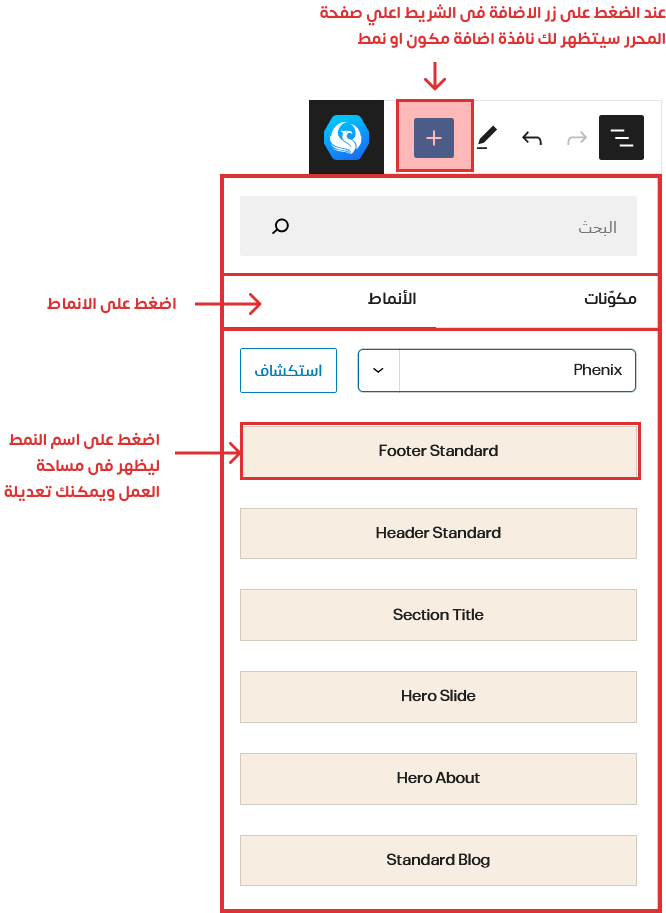 عند الضغط على زر الاضافة فى الشريط اعلي صفحة
المحرر سيتظهر لك نافذة اضافة مكون او نمط
البحث
مكوّنات
الأنماط
اضغط على الانماط
Phenix
استكشاف
Footer Standard
اضغط على اسم النمط
ليظهر فى مساحة
العمل ويمكنك تعديلة
Header Standard
Section Title
Hero Slide
Hero About
Standard Blog